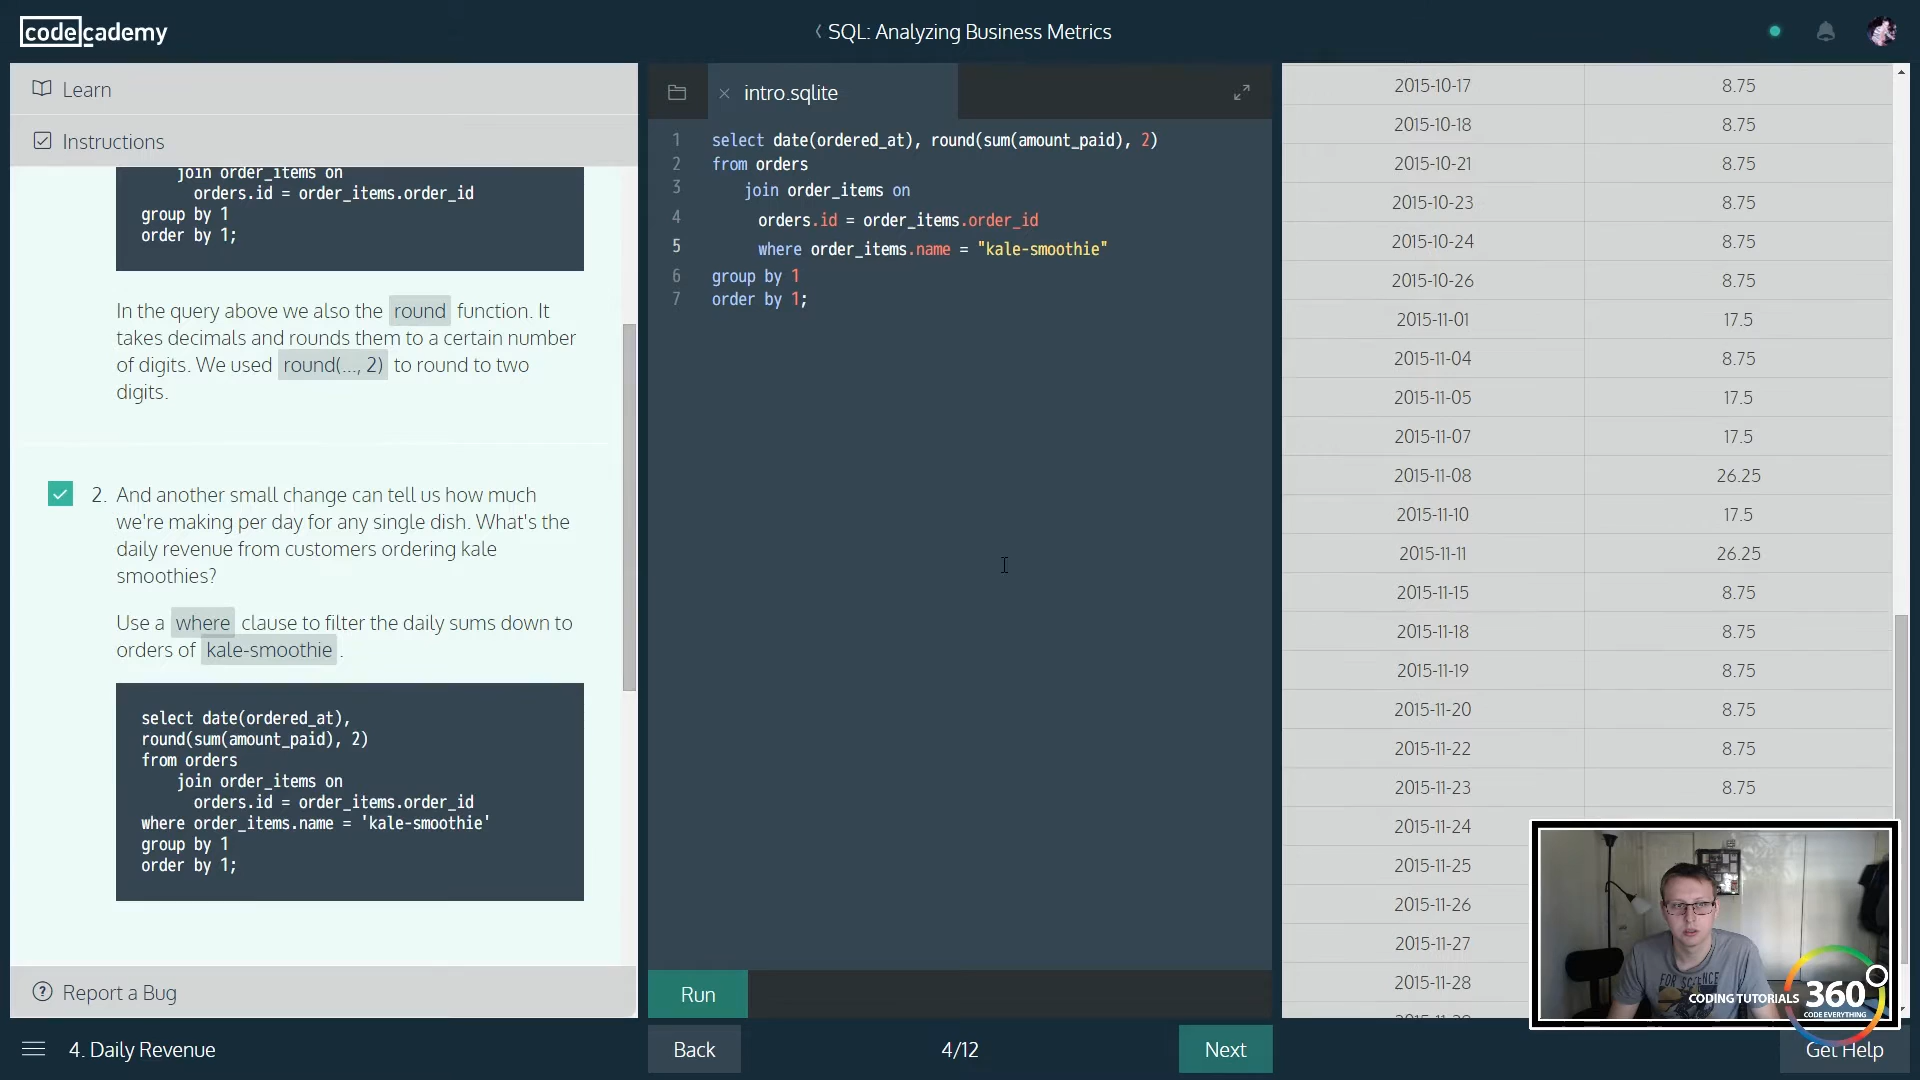 codecademy
SQL: Analyzing Business Metrics
Learn
Instructions
join order_items on
orders.id = order_items.order_id
group by 1
order by 1;
In the query above we also the round function. It
takes decimals and rounds them to a certain number
of digits. We used round(..., 2) to round to two
digits.
2. And another small change can tell us how much
we're making per day for any single dish. What's the
daily revenue from customers ordering kale
smoothies?
Use a where clause to filter the daily sums down to
orders of kale-smoothie .
select date(ordered_at),
round(sum(amount_paid), 2)
from orders
join order_items on
orders.id = order_items.order_id
where order_items.name = 'kale-smoothie'
group by 1
order by 1;
Report a Bug
4. Daily Revenue
intro.sqlite
1 select date(ordered_at), round(sum(amount_paid), 2)
2 from orders
3 join order_items on
4 orders.id = order_items.order_id
5 where order_items.name = "kale-smoothie"
6 group by 1
7 order by 1;
Run
Back
4/12
Next
2015-10-17 8.75
2015-10-18 8.75
2015-10-21 8.75
2015-10-23 8.75
2015-10-24 8.75
2015-10-26 8.75
2015-11-01 17.5
2015-11-04 8.75
2015-11-05 17.5
2015-11-07 17.5
2015-11-08 26.25
2015-11-10 17.5
2015-11-11 26.25
2015-11-15 8.75
2015-11-18 8.75
2015-11-19 8.75
2015-11-20 8.75
2015-11-22 8.75
2015-11-23 8.75
2015-11-24
2015-11-25
2015-11-26
2015-11-27
2015-11-28
FOR SCIENCE
CODING TUTORIALS 360
CODE EVERYTHING
Get Help